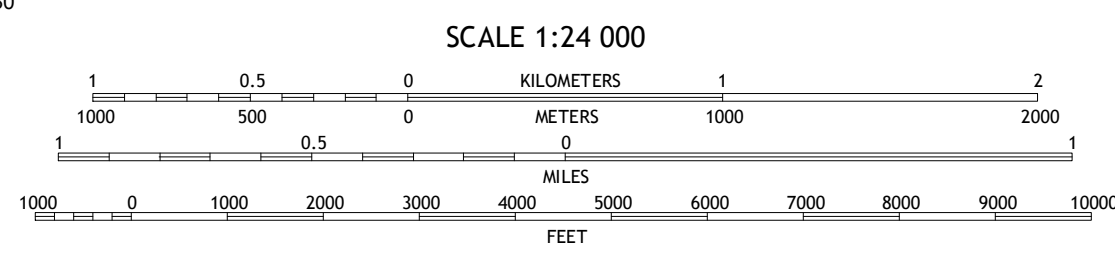 SCALE 1:24 000
1 0.5 0 KILOMETERS 1 2
1000 500 0 METERS 1000 2000
1 0.5 0 1
MILES
1000 0 1000 2000 3000 4000 5000 6000 7000 8000 9000 10000
FEET